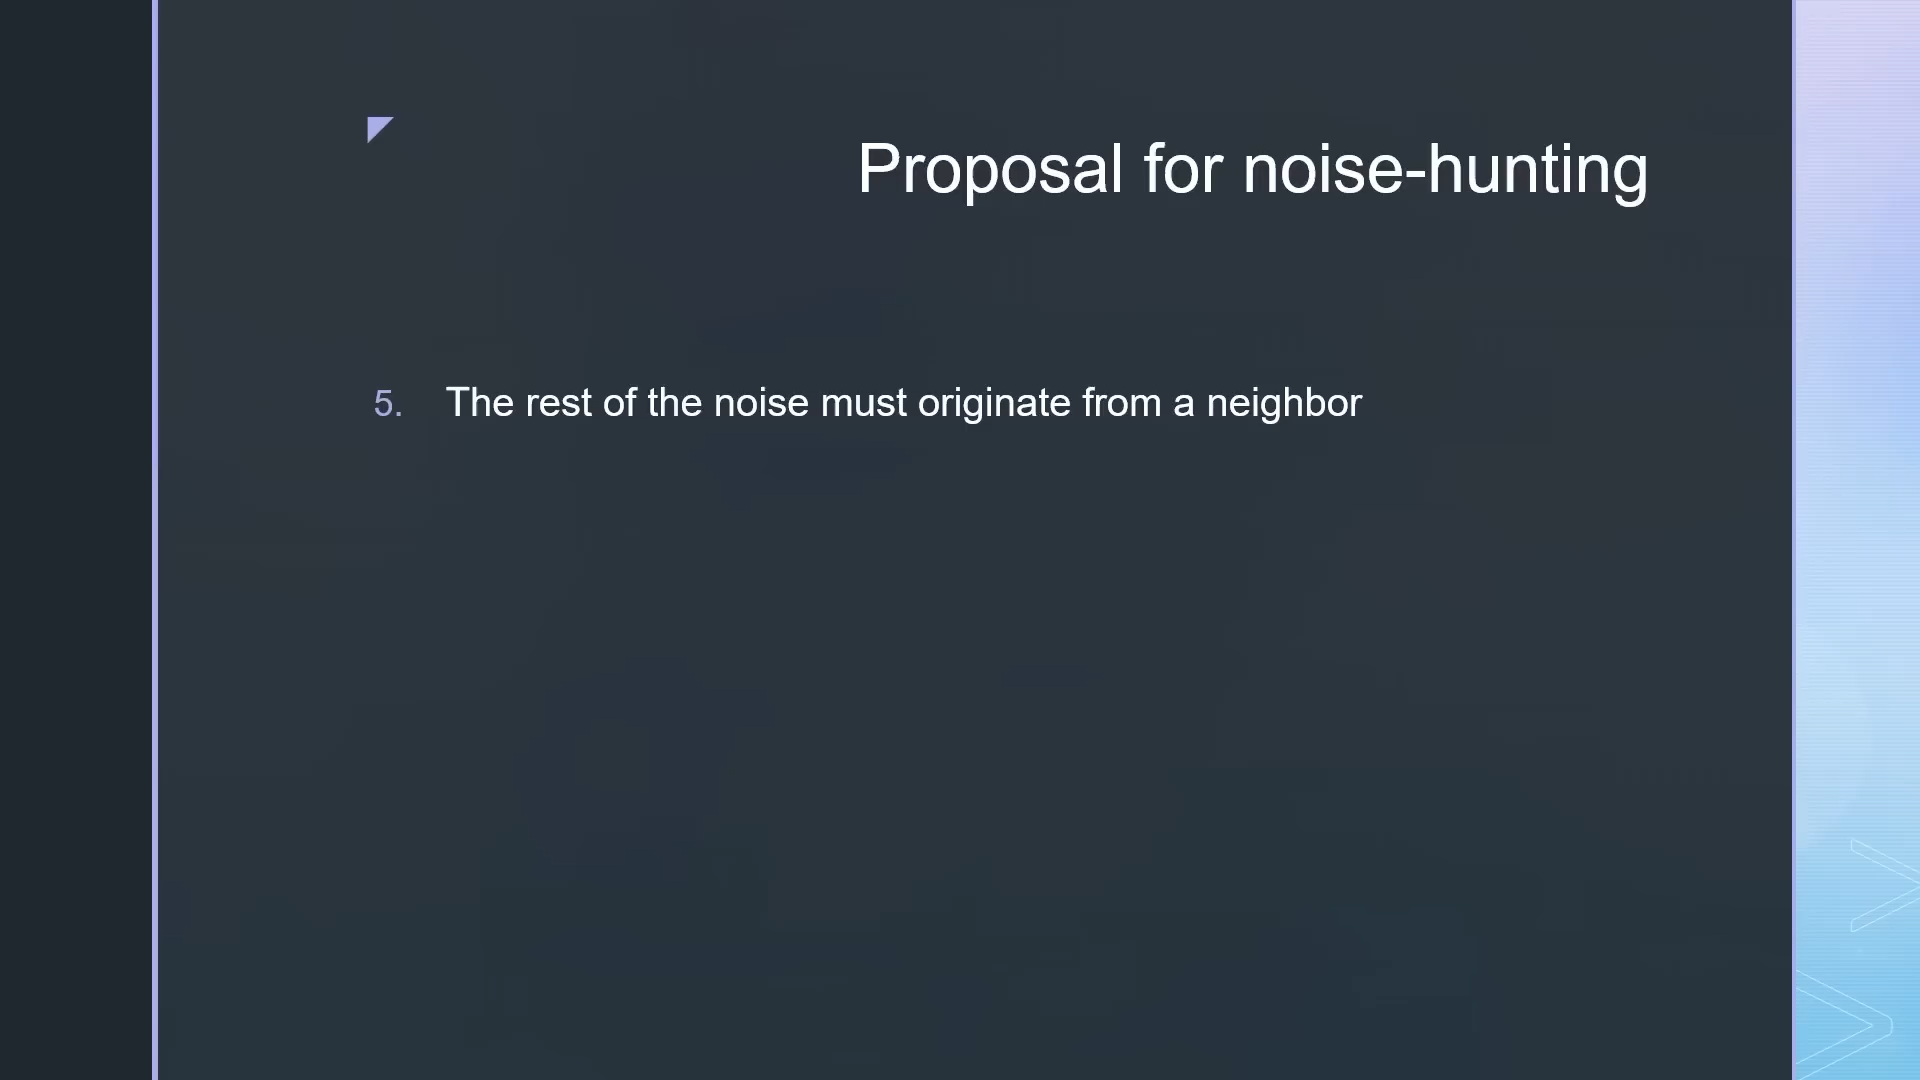 Proposal for noise-hunting
5. The rest of the noise must originate from a neighbor